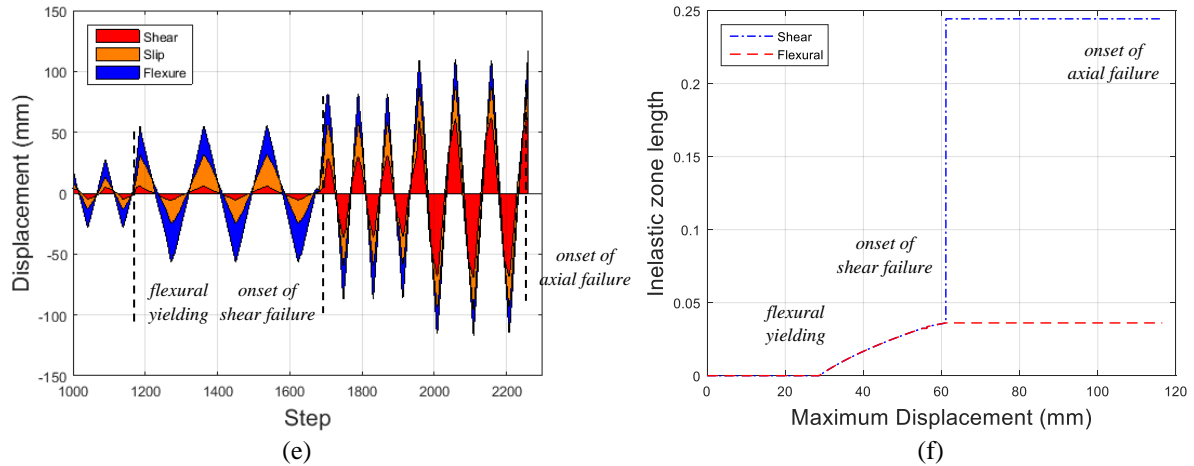 150
100
50
0
-50
-100
-150
Displacement (mm)
Shear
Slip
Flexure
flexural
yielding
onset of
shear failure
onset of
axial failure
1000
1200
1400
1600
1800
2000
2200
Step
(e)
0.25
0.2
0.15
0.1
0.05
0
Inelastic zone length
Shear
Flexural
onset of
axial failure
onset of
shear failure
flexural
yielding
0
20
40
60
80
100
120
Maximum Displacement (mm)
(f)